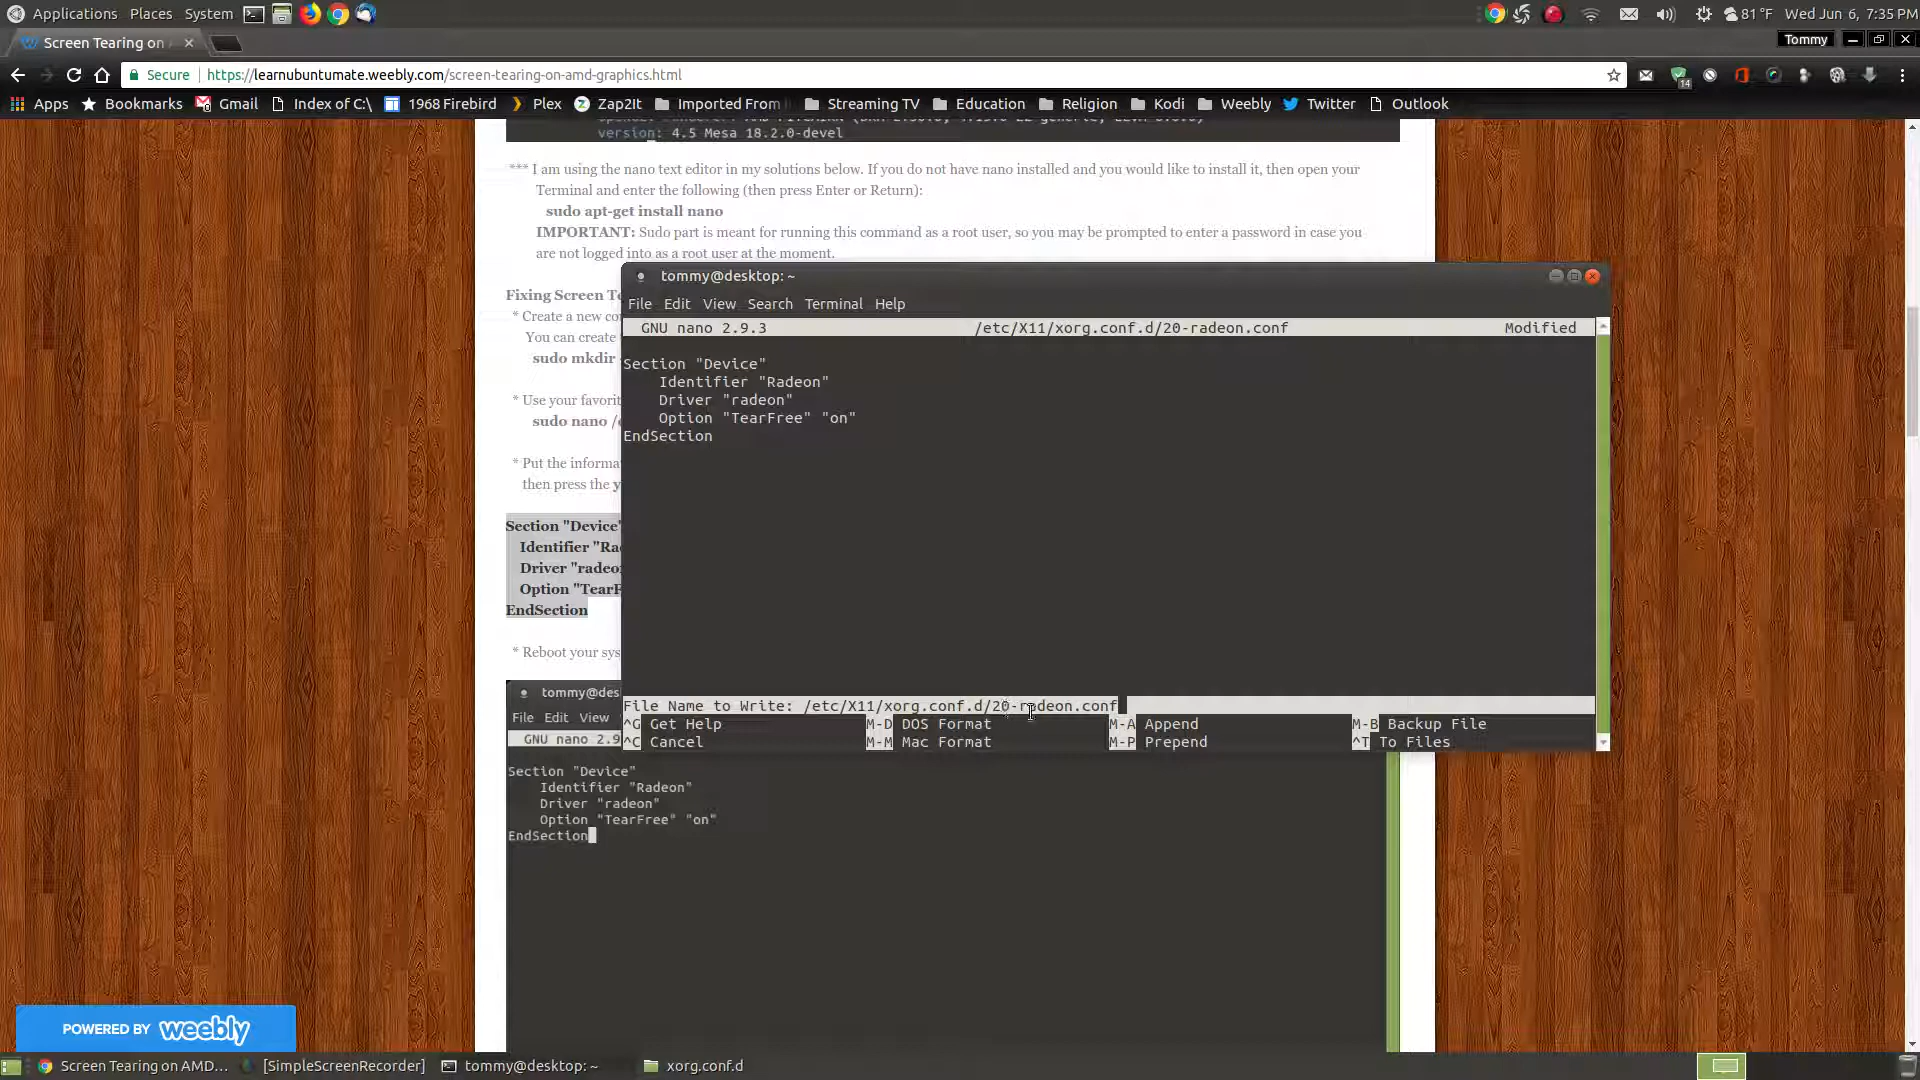 Applications Places System
81 °F Wed Jun 6, 7:35 PM
Screen Tearing on
Tommy
Secure https://learnubuntumate.weebly.com/screen-tearing-on-amd-graphics.html
14
Apps Bookmarks Gmail Index of C:\ 1968 Firebird Plex Zap2It Imported From Streaming TV Education Religion Kodi Weebly Twitter Outlook
version: 4.5 Mesa 18.2.0-devel
*** I am using the nano text editor in my solutions below. If you do not have nano installed and you would like to install it, then open your
Terminal and enter the following (then press Enter or Return):
sudo apt-get install nano
IMPORTANT: Sudo part is meant for running this command as a root user, so you may be prompted to enter a password in case you
are not logged into as a root user at the moment.
Fixing Screen Te
* Create a new co
You can create
sudo mkdir
* Use your favorit
sudo nano /e
* Put the informa
then press the y
Section "Device"
Identifier "Ra
Driver "radeo
Option "TearF
EndSection
* Reboot your sys
tommy@desktop: ~
File Edit View Search Terminal Help
GNU nano 2.9.3 /etc/X11/xorg.conf.d/20-radeon.conf Modified
Section "Device"
Identifier "Radeon"
Driver "radeon"
Option "TearFree" "on"
EndSection
File Name to Write: /etc/X11/xorg.conf.d/20-radeon.conf
^G Get Help M-D DOS Format M-A Append M-B Backup File
^C Cancel M-M Mac Format M-P Prepend ^T To Files
tommy@des
File Edit View
GNU nano 2.9
Section "Device"
Identifier "Radeon"
Driver "radeon"
Option "TearFree" "on"
EndSection
POWERED BY weebly
Screen Tearing on AMD... [SimpleScreenRecorder] tommy@desktop: ~ xorg.conf.d